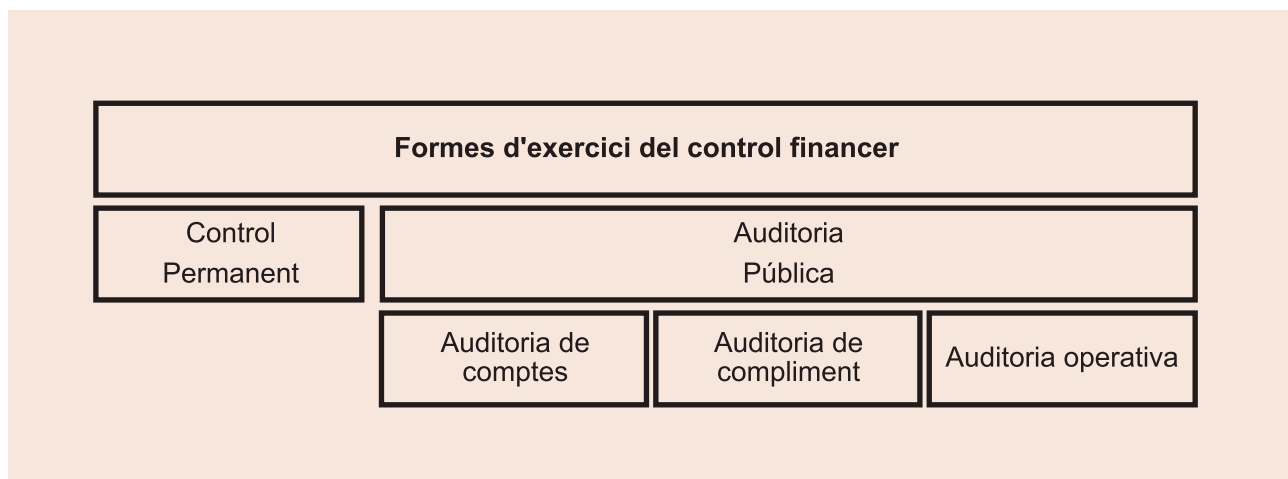 Formes d'exercici del control financer
Control
Permanent
Auditoria
Pública
Auditoria de
comptes
Auditoria de
compliment
Auditoria operativa